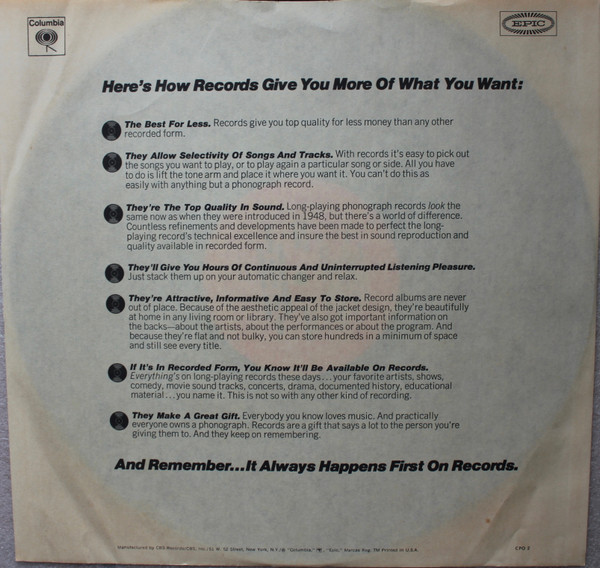 Columbia
EPIC
Here's How Records Give You More Of What You Want:
The Best For Less. Records give you top quality for less money than any other
recorded form.
They Allow Selectivity Of Songs And Tracks. With records it's easy to pick out
the songs you want to play, or to play again a particular song or side. All you have
to do is lift the tone arm and place it where you want it. You can't do this as
easily with anything but a phonograph record.
They're The Top Quality In Sound. Long-playing phonograph records look the
same now as when they were introduced in 1948, but there's a world of difference.
Countless refinements and developments have been made to perfect the long-
playing record's technical excellence and insure the best in sound reproduction and
quality available in recorded form.
They'll Give You Hours Of Continuous And Uninterrupted Listening Pleasure.
Just stack them up on your automatic changer and relax.
They're Attractive, Informative And Easy To Store. Record albums are never
out of place. Because of the aesthetic appeal of the jacket design, they're beautifully
at home in any living room or library. They've also got important information on
the backs—about the artists, about the performances or about the program. And
because they're flat and not bulky, you can store hundreds in a minimum of space
and still see every title.
If It's In Recorded Form, You Know It'll Be Available On Records.
Everything's on long-playing records these days...your favorite artists, shows,
comedy, movie sound tracks, concerts, drama, documented history, educational
material...you name it. This is not so with any other kind of recording.
They Make A Great Gift. Everybody you know loves music. And practically
everyone owns a phonograph. Records are a gift that says a lot to the person you're
giving them to. And they keep on remembering.
And Remember...It Always Happens First On Records.
Manufactured by CBS Records/CBS, Inc./51 W. 52 Street, New York, N.Y./® "Columbia," "Epic," Marcas Reg. Printed in U.S.A.